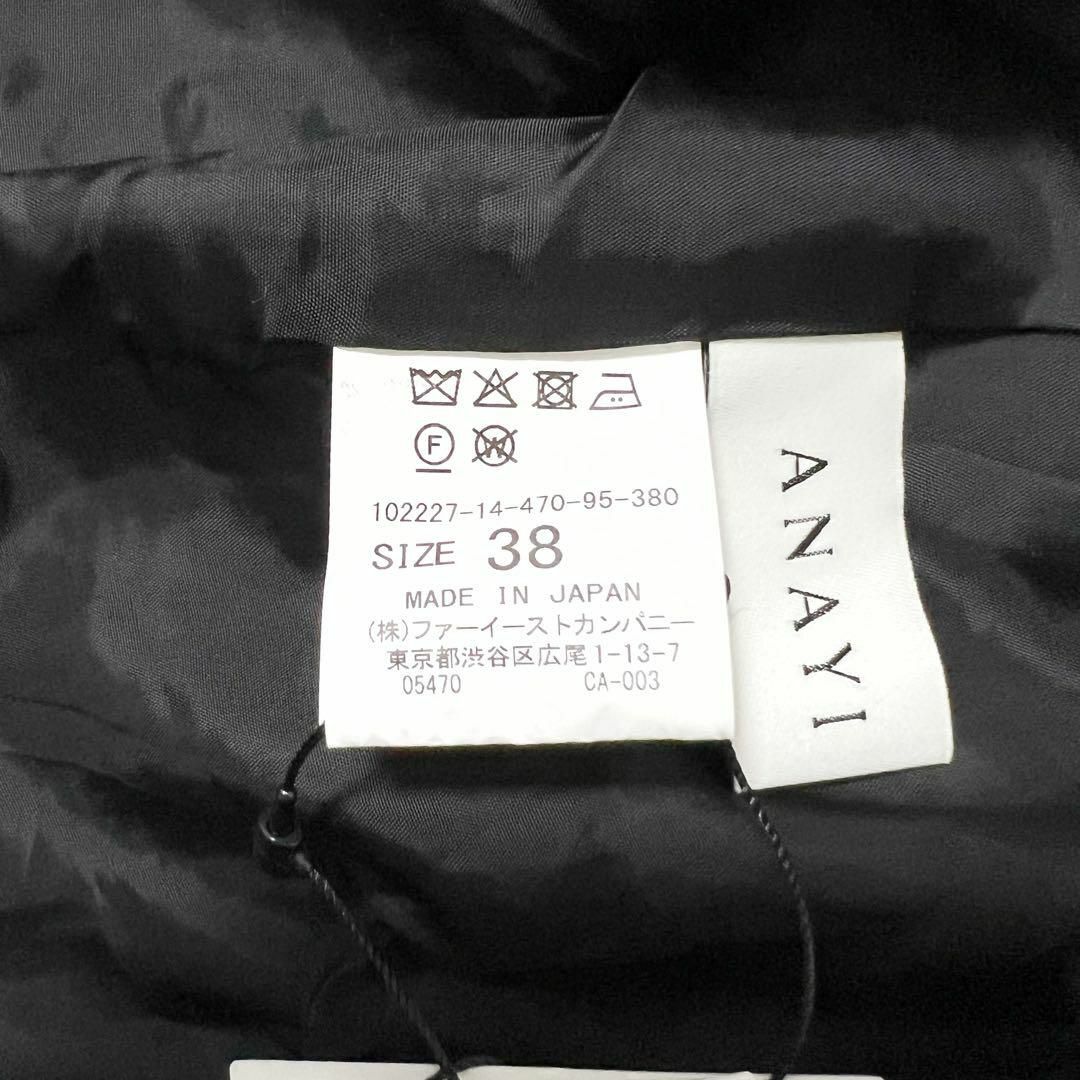 F
W
102227-14-470-95-380
SIZE 38
MADE IN JAPAN
(株)ファーイーストカンパニー
東京都渋谷区広尾1-13-7
05470 CA-003
ANAYI